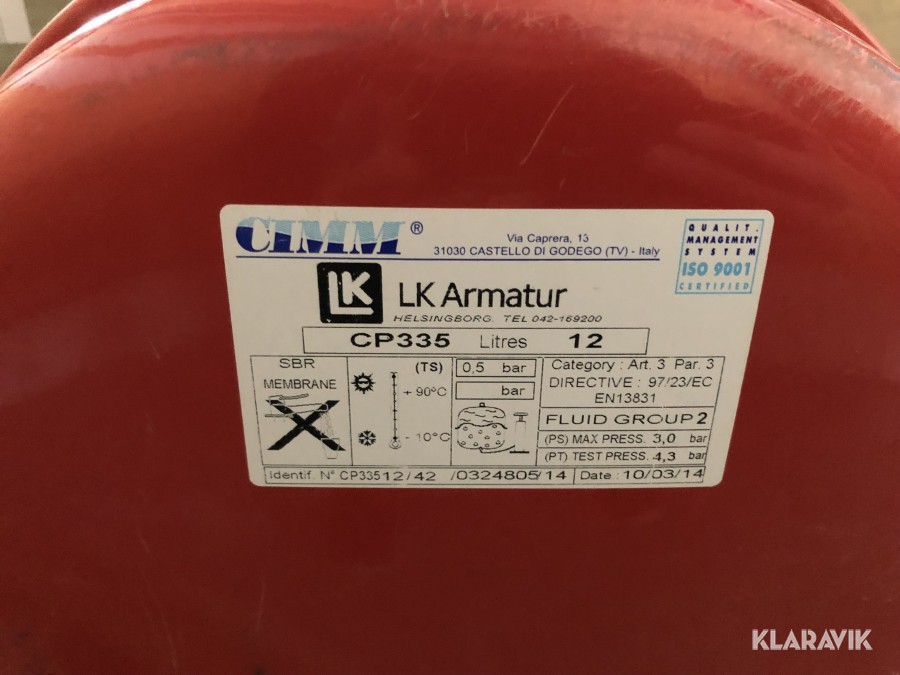 CIMM®
Via Caprera, 13
31030 CASTELLO DI GODEGO (TV) - Italy
QUALIT.
MANAGEMENT
SYSTEM
ISO 9001
CERTIFIED
LK
LK Armatur
HELSINGBORG. TEL 042-169200
CP335 Litres 12
SBR
MEMBRANE
(TS)
+ 90°C
- 10°C
0,5 bar
bar
Category : Art. 3 Par. 3
DIRECTIVE : 97/23/EC
EN13831
FLUID GROUP 2
(PS) MAX PRESS. 3,0 bar
(PT) TEST PRESS. 4,3 bar
Identif. N° CP33512/42 /0324805/14 Date : 10/03/14
KLARAVIK